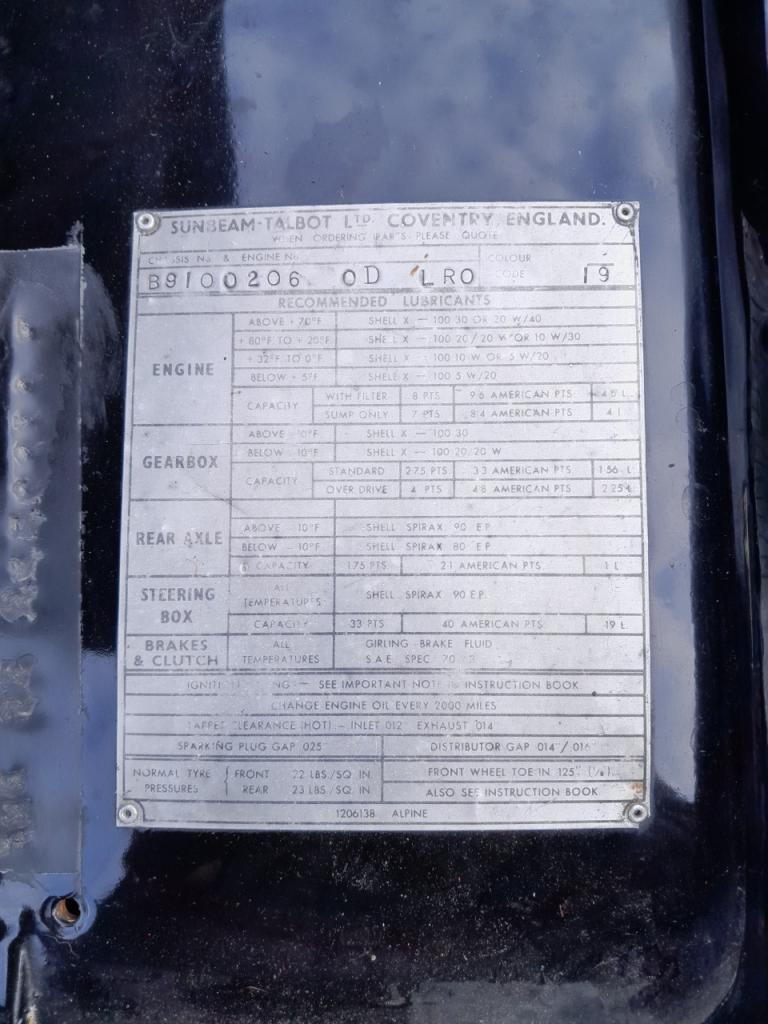 SUNBEAM-TALBOT LTD. COVENTRY, ENGLAND.
WHEN ORDERING PARTS PLEASE QUOTE
CHASSIS No. & ENGINE No. COLOUR CODE
B9100206 OD LRO 19
RECOMMENDED LUBRICANTS
ENGINE
ABOVE + 70°F SHELL X — 100 30 OR 20 W/40
+ 80°F TO + 20°F SHELL X — 100 20/20 W OR 10 W/30
+ 32°F TO 0°F SHELL X — 100 10 W OR 5 W/20
BELOW + 5°F SHELL X — 100 5 W/20
CAPACITY WITH FILTER 8 PTS 9.6 AMERICAN PTS 4.5 L
SUMP ONLY 7 PTS 8.4 AMERICAN PTS 4 L
GEARBOX
ABOVE 10°F SHELL X — 100 30
BELOW 10°F SHELL X — 100 20/20 W
CAPACITY STANDARD 2.75 PTS 3.3 AMERICAN PTS 1.56 L
OVER DRIVE 4 PTS 4.8 AMERICAN PTS 2.25 L
REAR AXLE
ABOVE — 10°F SHELL SPIRAX 90 E.P
BELOW — 10°F SHELL SPIRAX 80 E.P
CAPACITY 1.75 PTS 2.1 AMERICAN PTS 1 L
STEERING BOX
ALL TEMPERATURES SHELL SPIRAX 90 E.P.
CAPACITY .33 PTS .40 AMERICAN PTS .19 L
BRAKES & CLUTCH
ALL TEMPERATURES GIRLING BRAKE FLUID
S.A.E. SPEC. 70
— SEE IMPORTANT NOTE IN INSTRUCTION BOOK
CHANGE ENGINE OIL EVERY 2000 MILES
TAPPET CLEARANCE (HOT) — INLET .012 EXHAUST .014
SPARKING PLUG GAP .025 DISTRIBUTOR GAP .014/.016
NORMAL TYRE PRESSURES { FRONT 22 LBS./SQ. IN. FRONT WHEEL TOE IN .125"
REAR 23 LBS./SQ. IN ALSO SEE INSTRUCTION BOOK
1206138 ALPINE